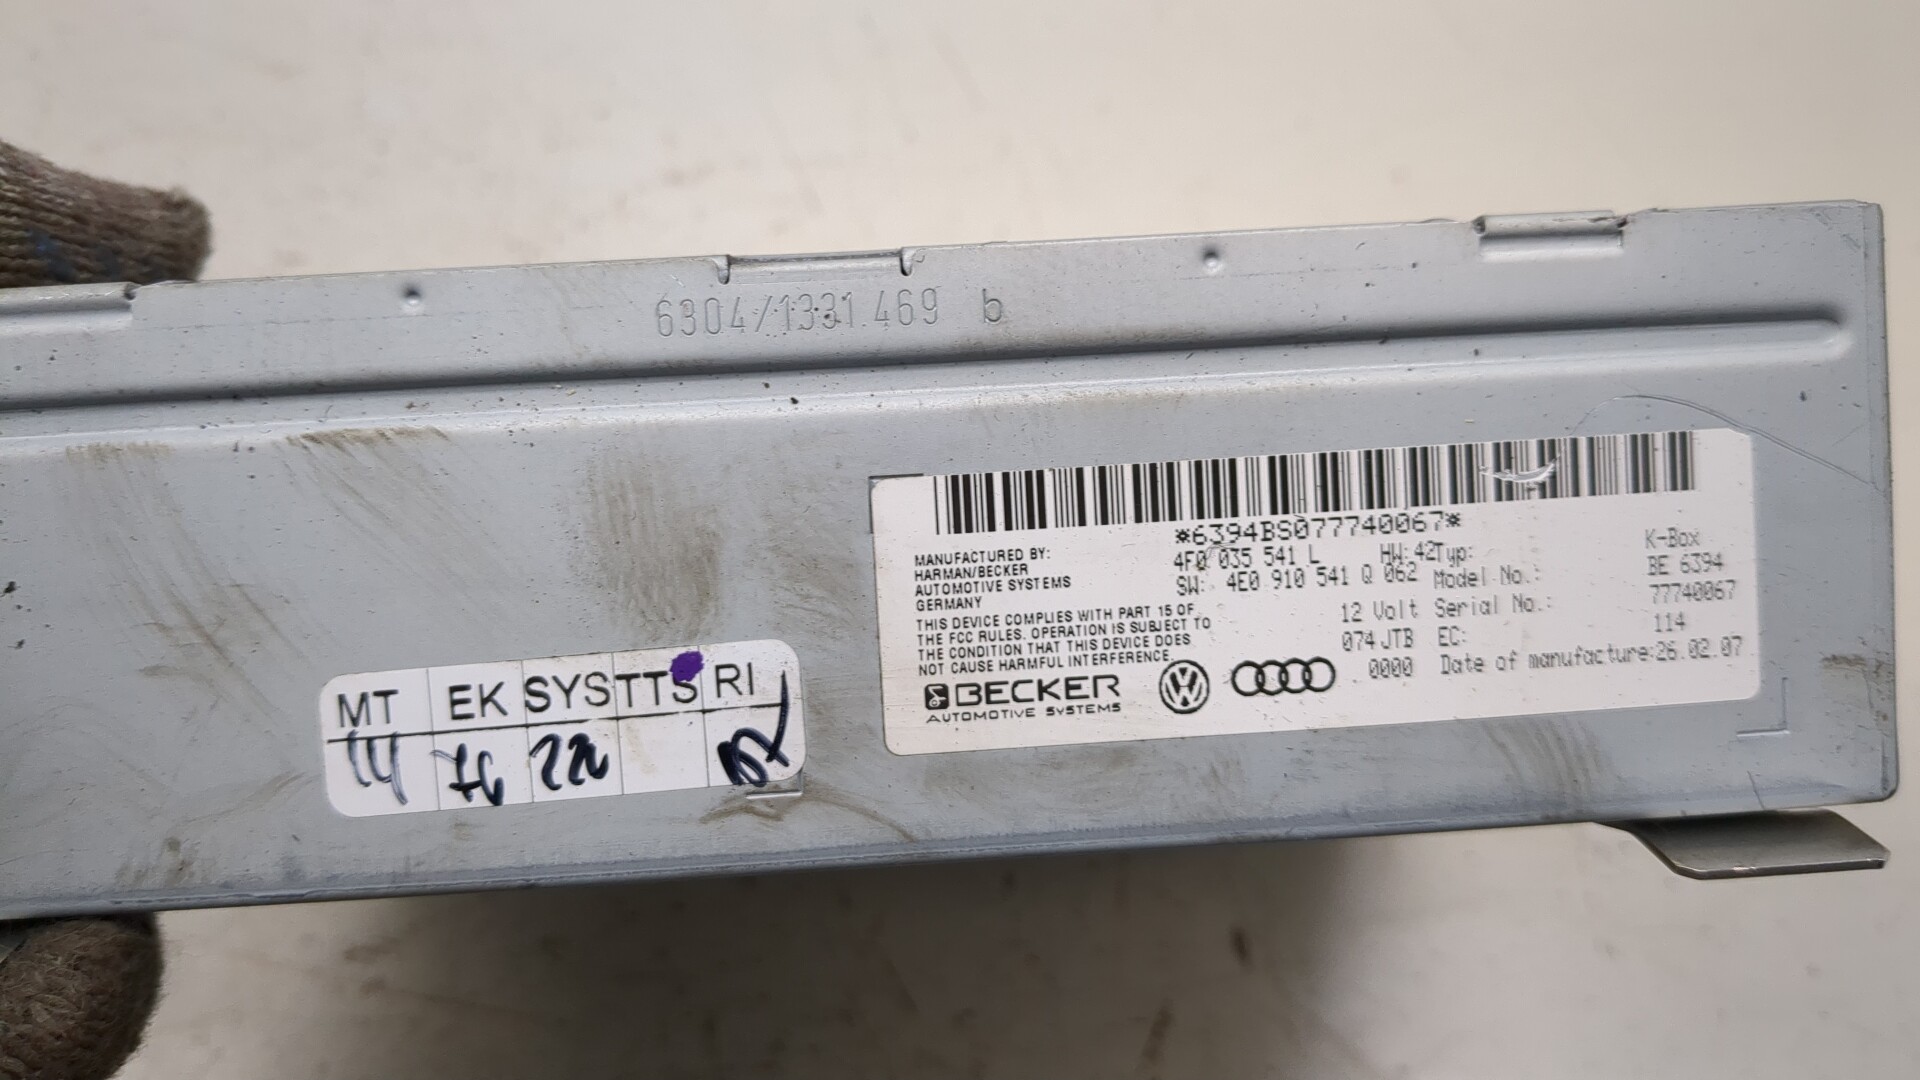 6304/1331.469 b
*6394BS077740067*
MANUFACTURED BY:
HARMAN/BECKER
AUTOMOTIVE SYSTEMS
GERMANY
THIS DEVICE COMPLIES WITH PART 15 OF
THE FCC RULES. OPERATION IS SUBJECT TO
THE CONDITION THAT THIS DEVICE DOES
NOT CAUSE HARMFUL INTERFERENCE.
BECKER
AUTOMOTIVE SYSTEMS
4F0 035 541 L HW: 42
SW: 4E0 910 541 Q 062
12 Volt
074 JTB
0000
Typ: K-Box
Model No.: BE 6394
Serial No.: 77740067
EC: 114
Date of manufacture:26.02.07
MT EK SYS TTS RI
76 22